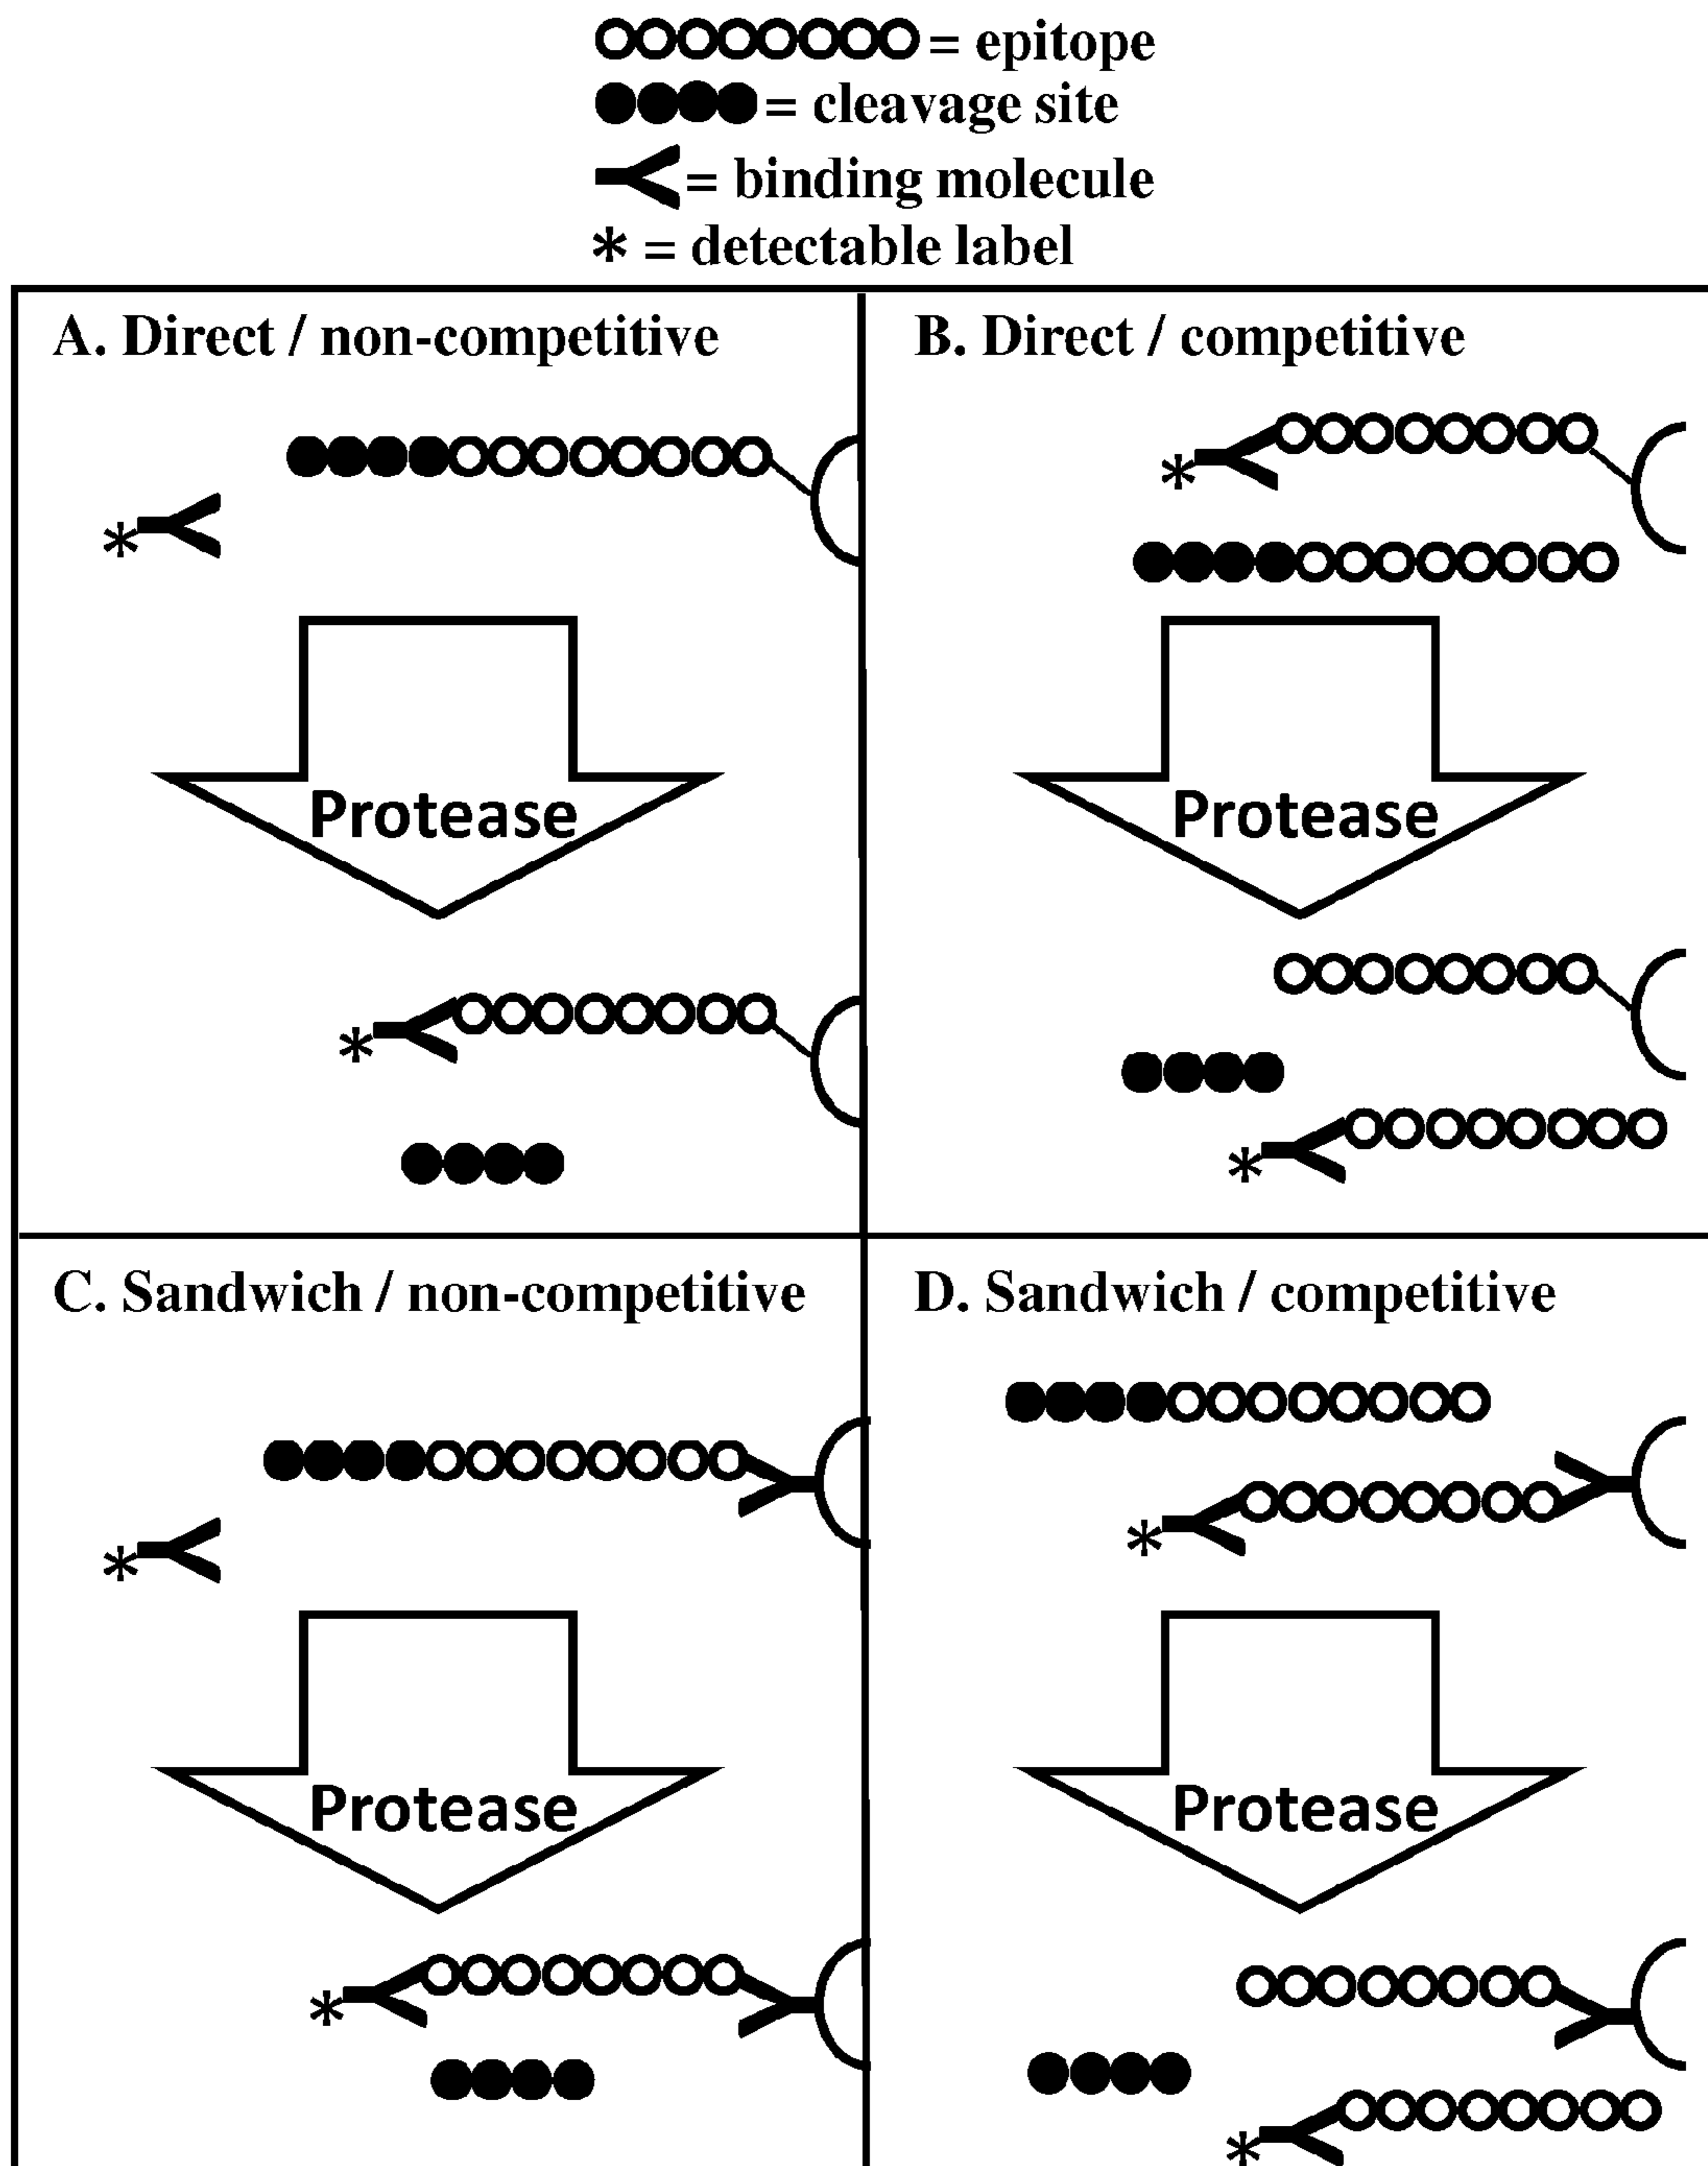 = epitope
= cleavage site
= binding molecule
* = detectable label
A. Direct / non-competitive
B. Direct / competitive
*
*
Protease
Protease
*
*
C. Sandwich / non-competitive
D. Sandwich / competitive
*
*
Protease
Protease
*
*